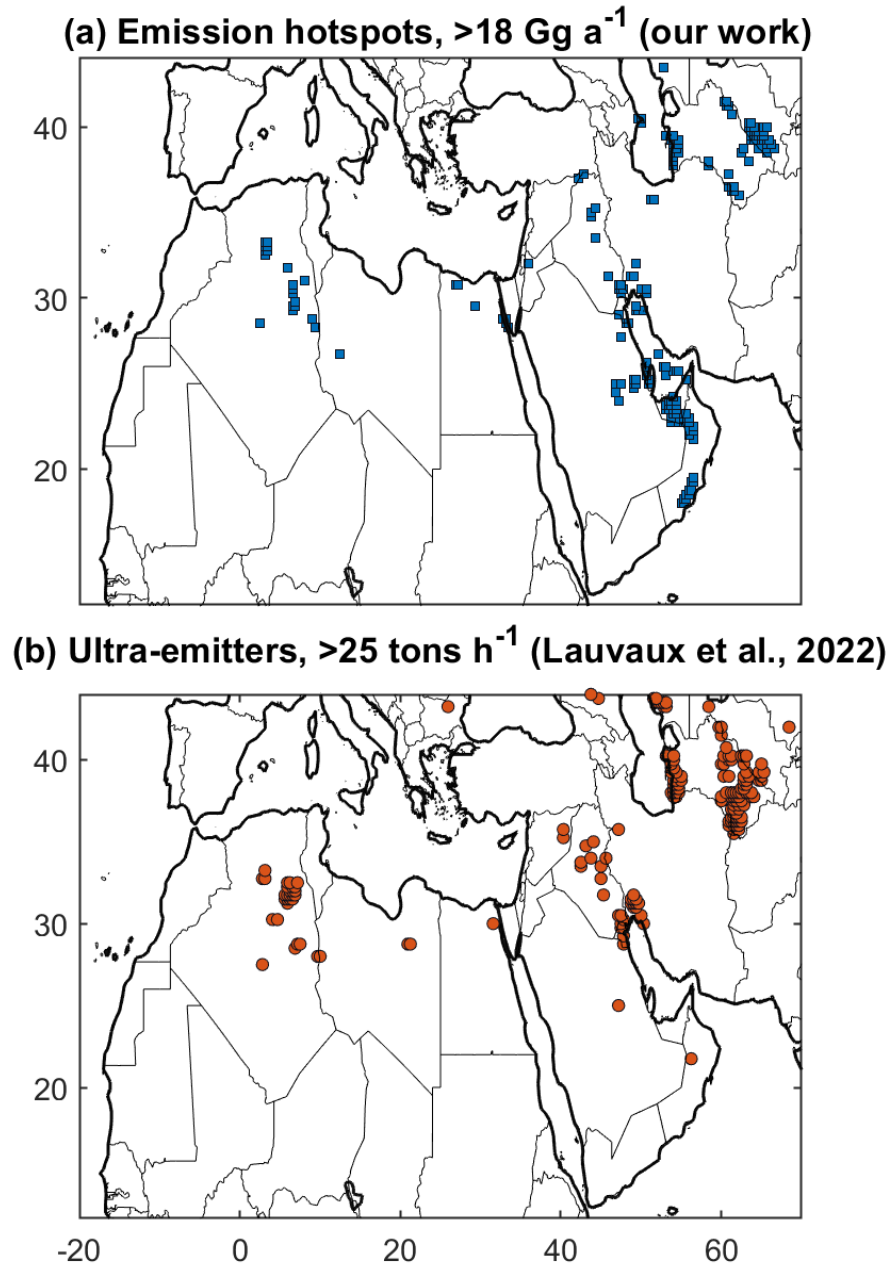 (a) Emission hotspots, >18 Gg a⁻¹ (our work)
40
30
20
(b) Ultra-emitters, >25 tons h⁻¹ (Lauvaux et al., 2022)
40
30
20
-20 0 20 40 60